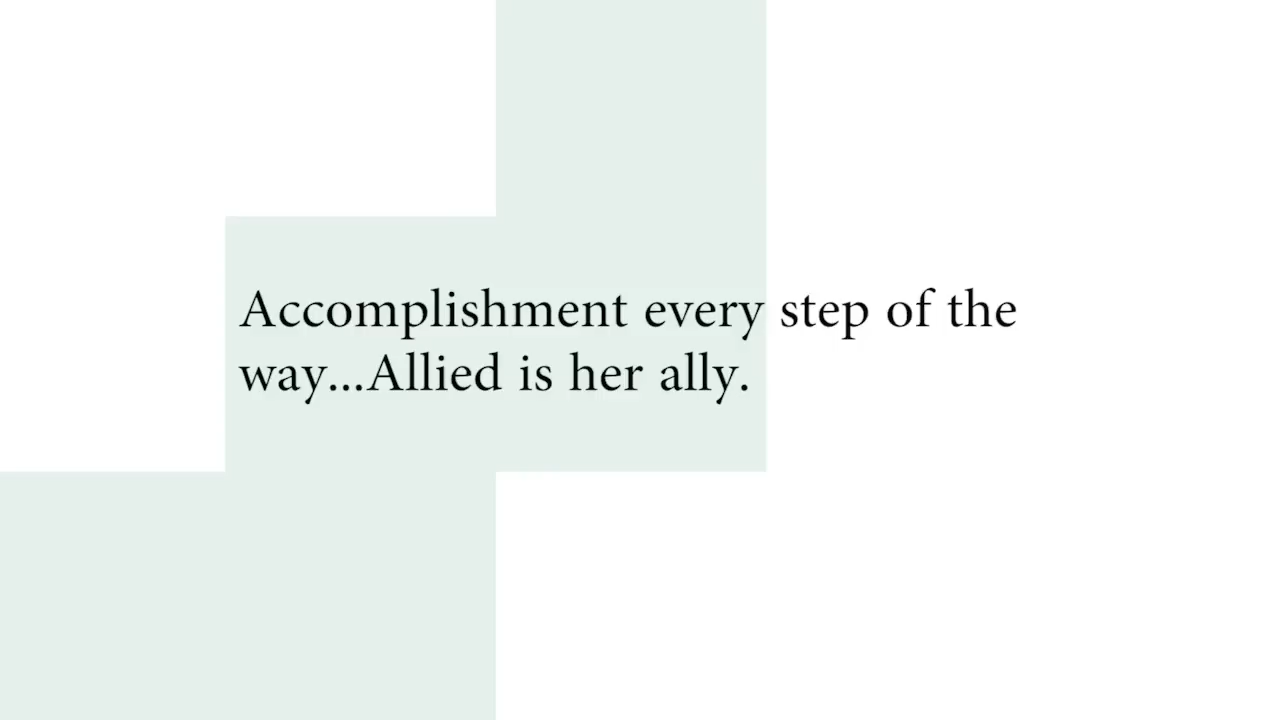 Accomplishment every step of the
way...Allied is her ally.